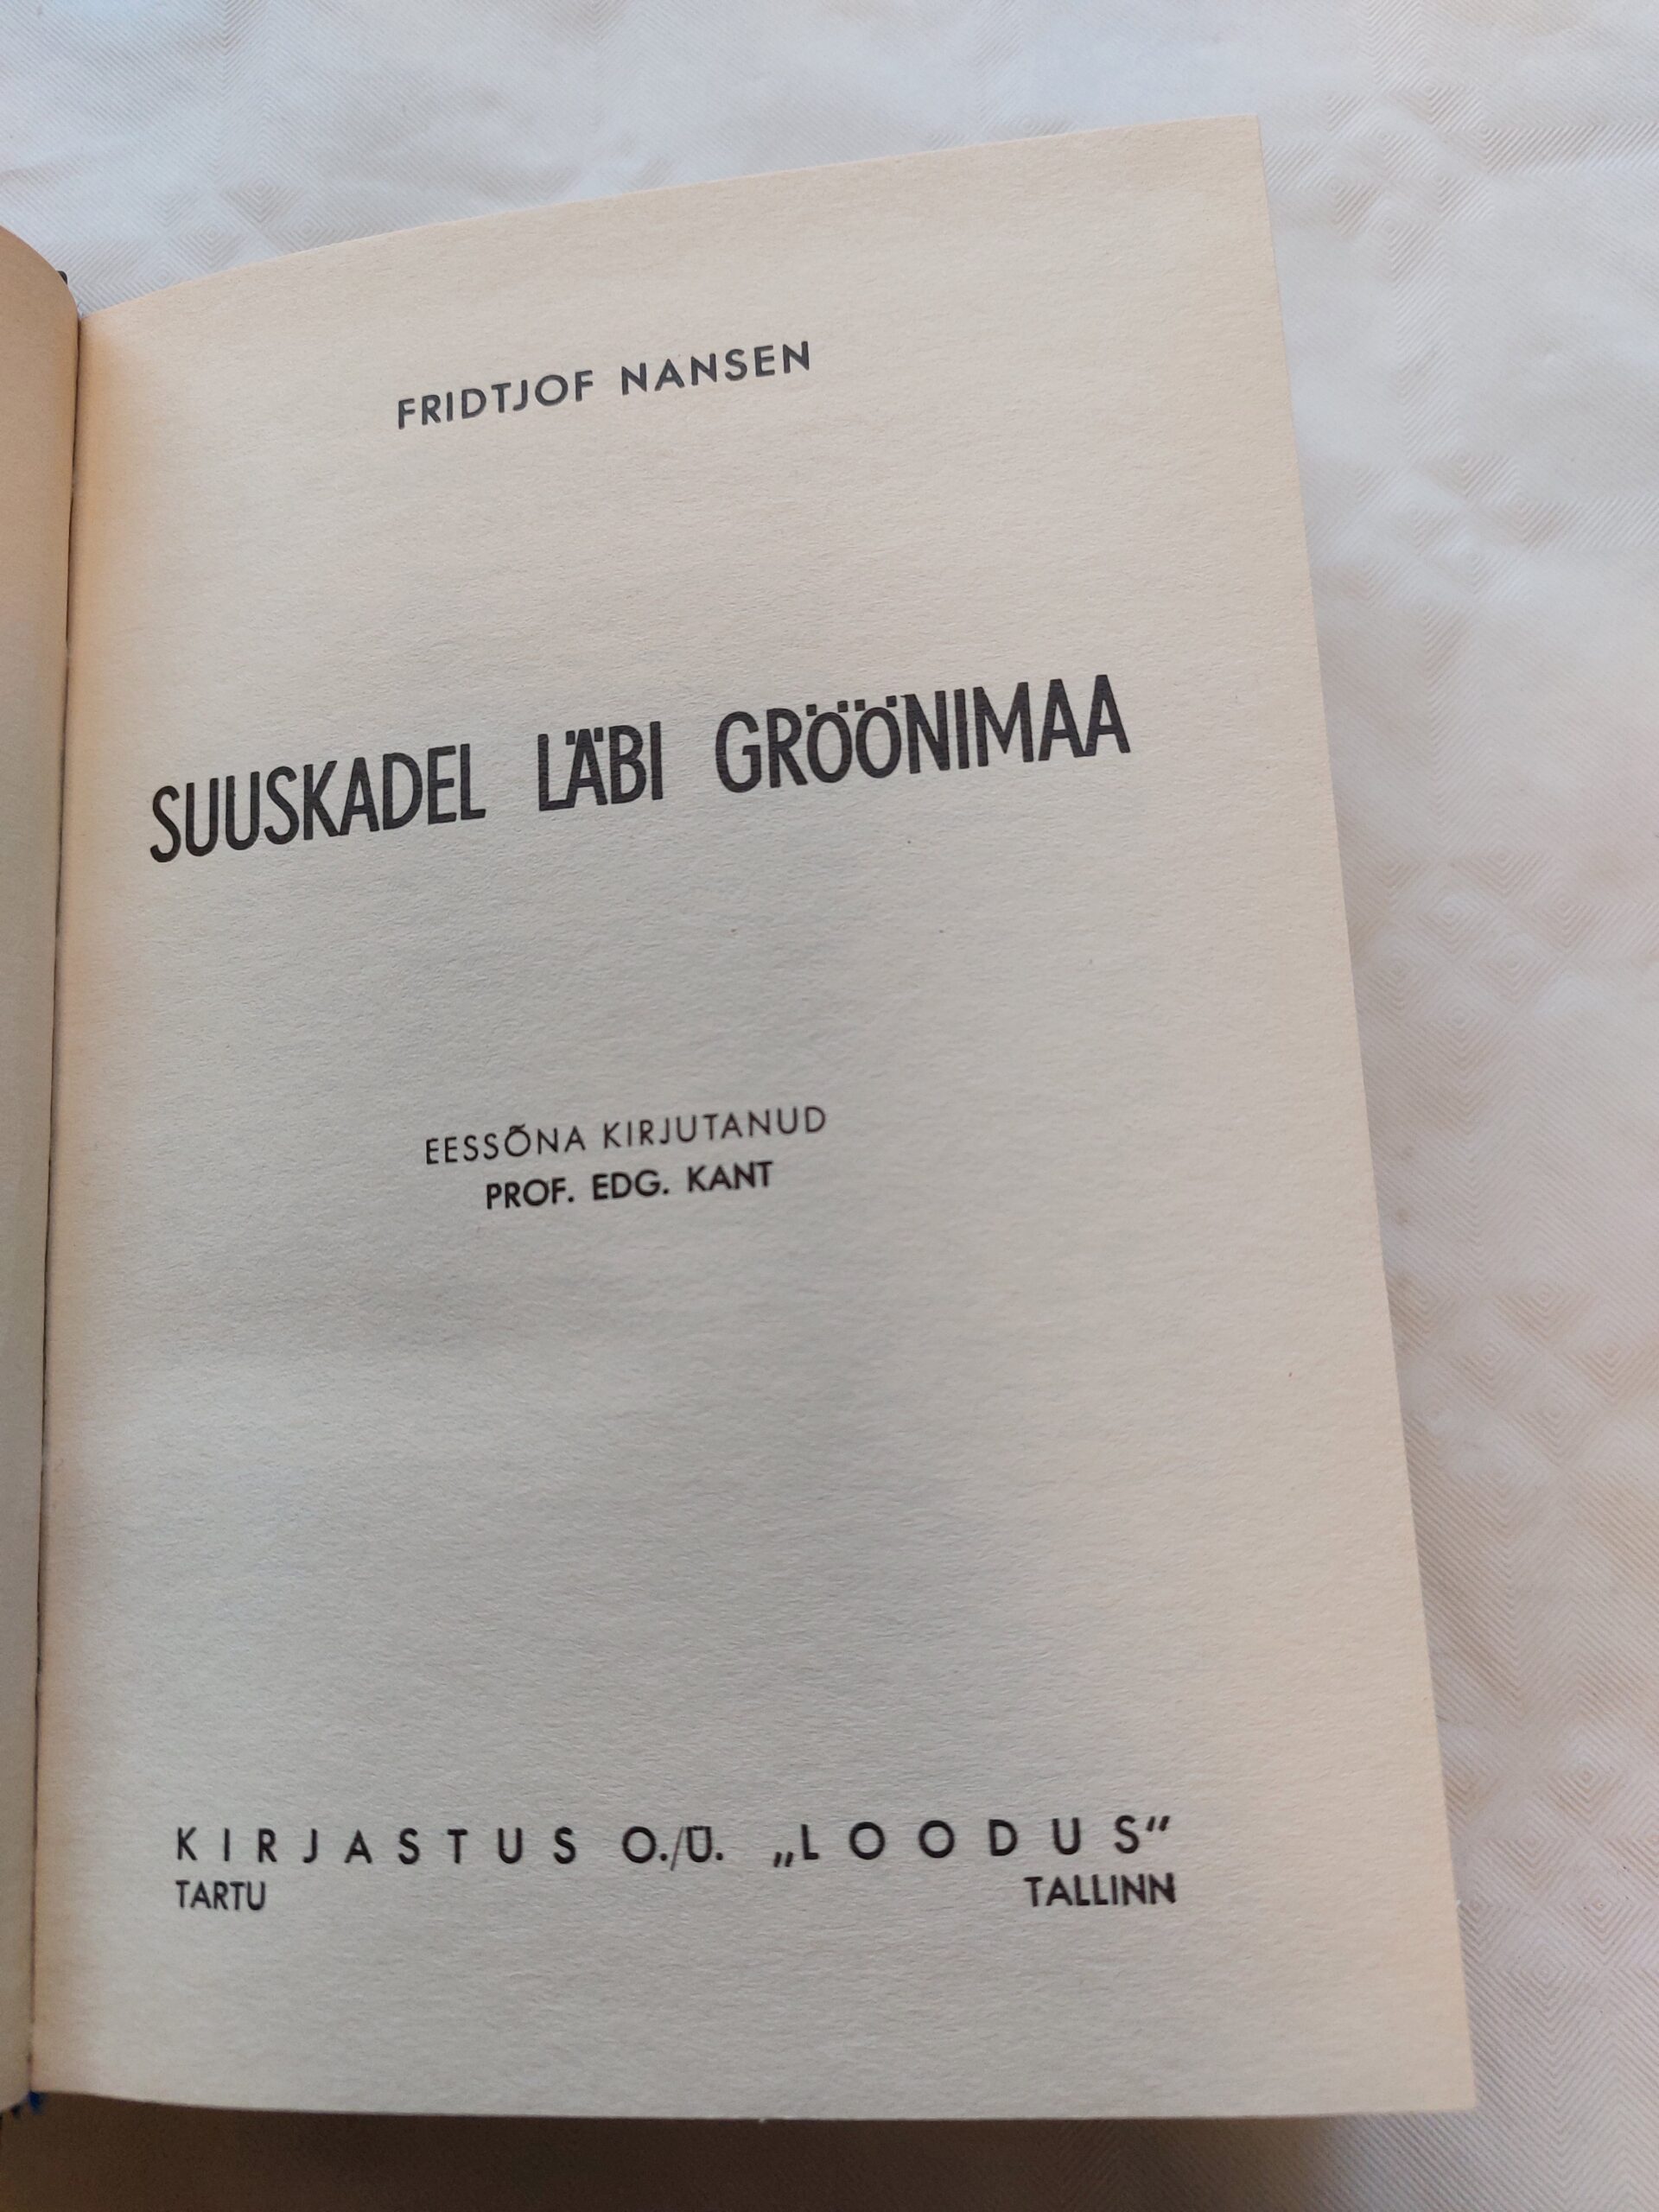 FRIDTJOF NANSEN
SUUSKADEL LÄBI GRÖÖNIMAA
EESSÕNA KIRJUTANUD
PROF. EDG. KANT
KIRJASTUS O./Ü. „LOODUS“
TARTU TALLINN